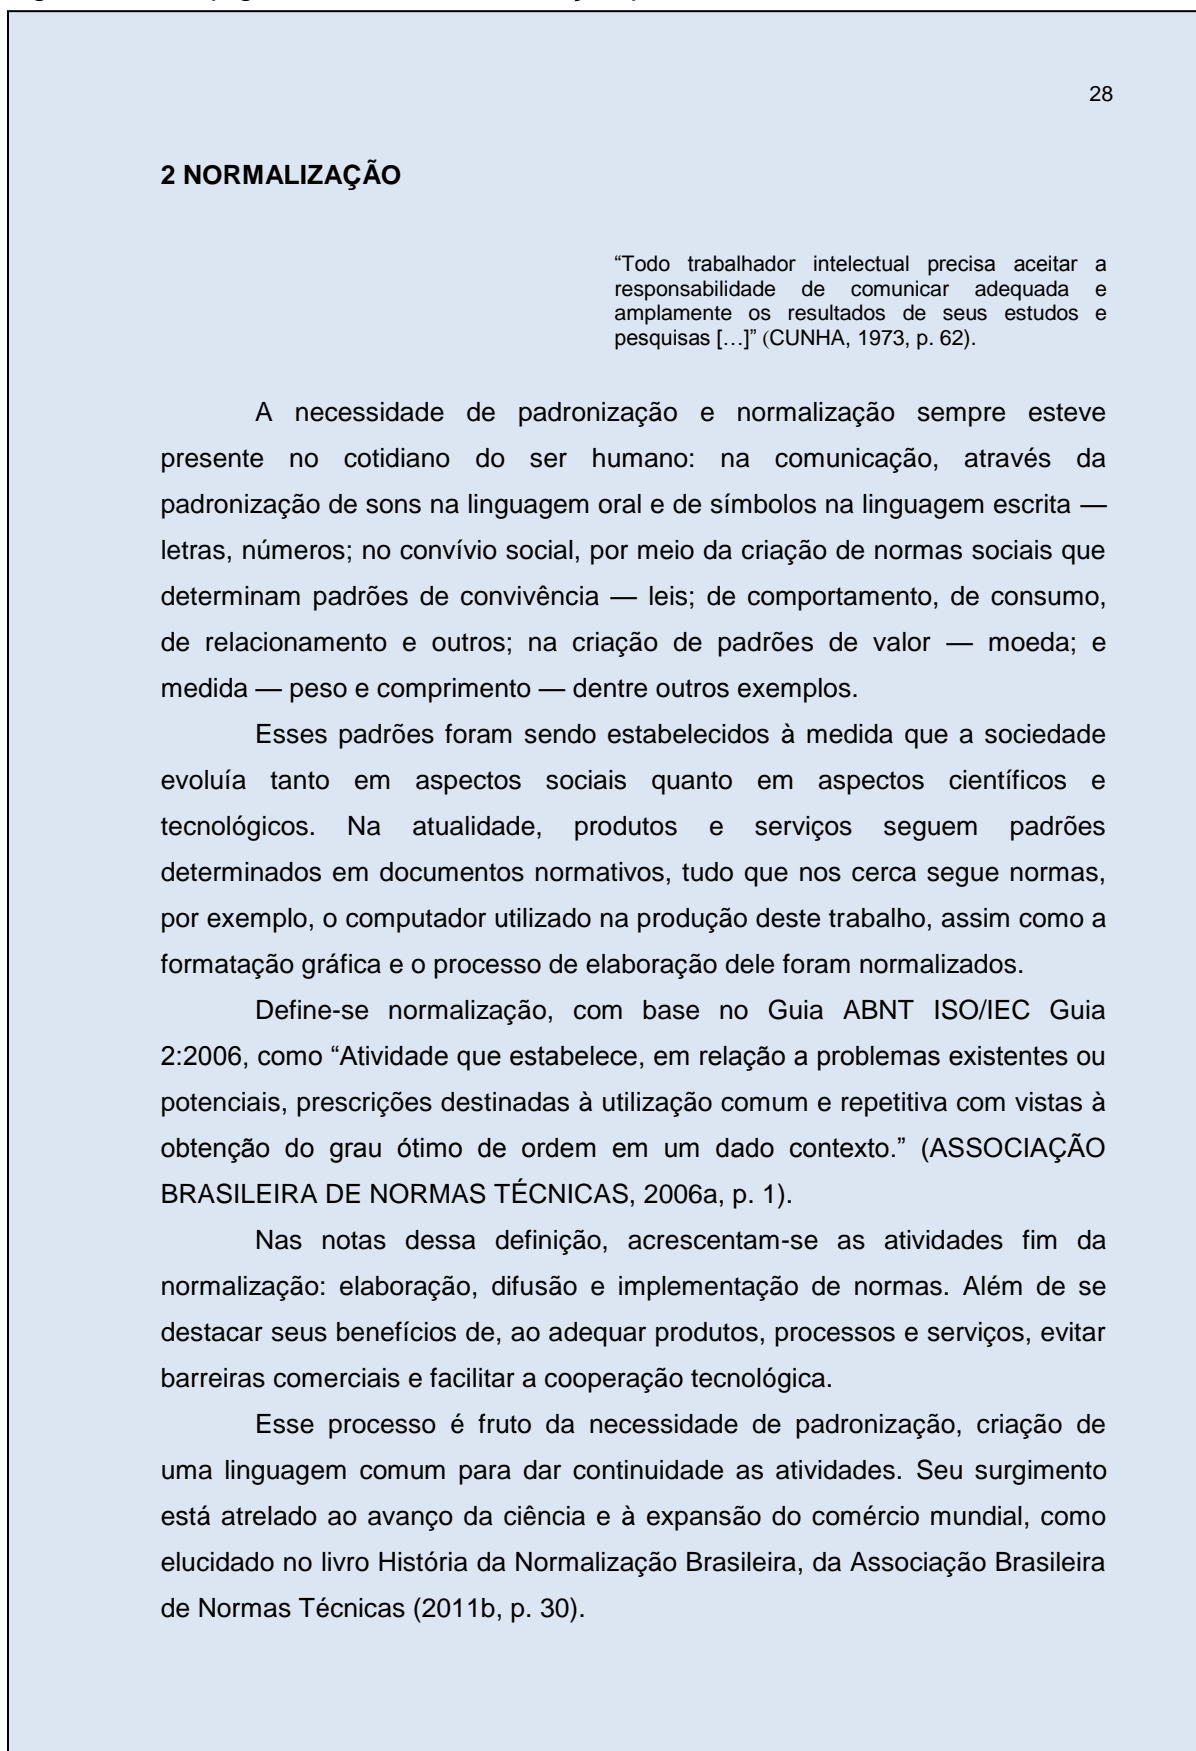 28
2 NORMALIZAÇÃO
“Todo trabalhador intelectual precisa aceitar a
responsabilidade de comunicar adequada e
amplamente os resultados de seus estudos e
pesquisas […]” (CUNHA, 1973, p. 62).
A necessidade de padronização e normalização sempre esteve
presente no cotidiano do ser humano: na comunicação, através da
padronização de sons na linguagem oral e de símbolos na linguagem escrita —
letras, números; no convívio social, por meio da criação de normas sociais que
determinam padrões de convivência — leis; de comportamento, de consumo,
de relacionamento e outros; na criação de padrões de valor — moeda; e
medida — peso e comprimento — dentre outros exemplos.
Esses padrões foram sendo estabelecidos à medida que a sociedade
evoluía tanto em aspectos sociais quanto em aspectos científicos e
tecnológicos. Na atualidade, produtos e serviços seguem padrões
determinados em documentos normativos, tudo que nos cerca segue normas,
por exemplo, o computador utilizado na produção deste trabalho, assim como a
formatação gráfica e o processo de elaboração dele foram normalizados.
Define-se normalização, com base no Guia ABNT ISO/IEC Guia
2:2006, como “Atividade que estabelece, em relação a problemas existentes ou
potenciais, prescrições destinadas à utilização comum e repetitiva com vistas à
obtenção do grau ótimo de ordem em um dado contexto.” (ASSOCIAÇÃO
BRASILEIRA DE NORMAS TÉCNICAS, 2006a, p. 1).
Nas notas dessa definição, acrescentam-se as atividades fim da
normalização: elaboração, difusão e implementação de normas. Além de se
destacar seus benefícios de, ao adequar produtos, processos e serviços, evitar
barreiras comerciais e facilitar a cooperação tecnológica.
Esse processo é fruto da necessidade de padronização, criação de
uma linguagem comum para dar continuidade as atividades. Seu surgimento
está atrelado ao avanço da ciência e à expansão do comércio mundial, como
elucidado no livro História da Normalização Brasileira, da Associação Brasileira
de Normas Técnicas (2011b, p. 30).